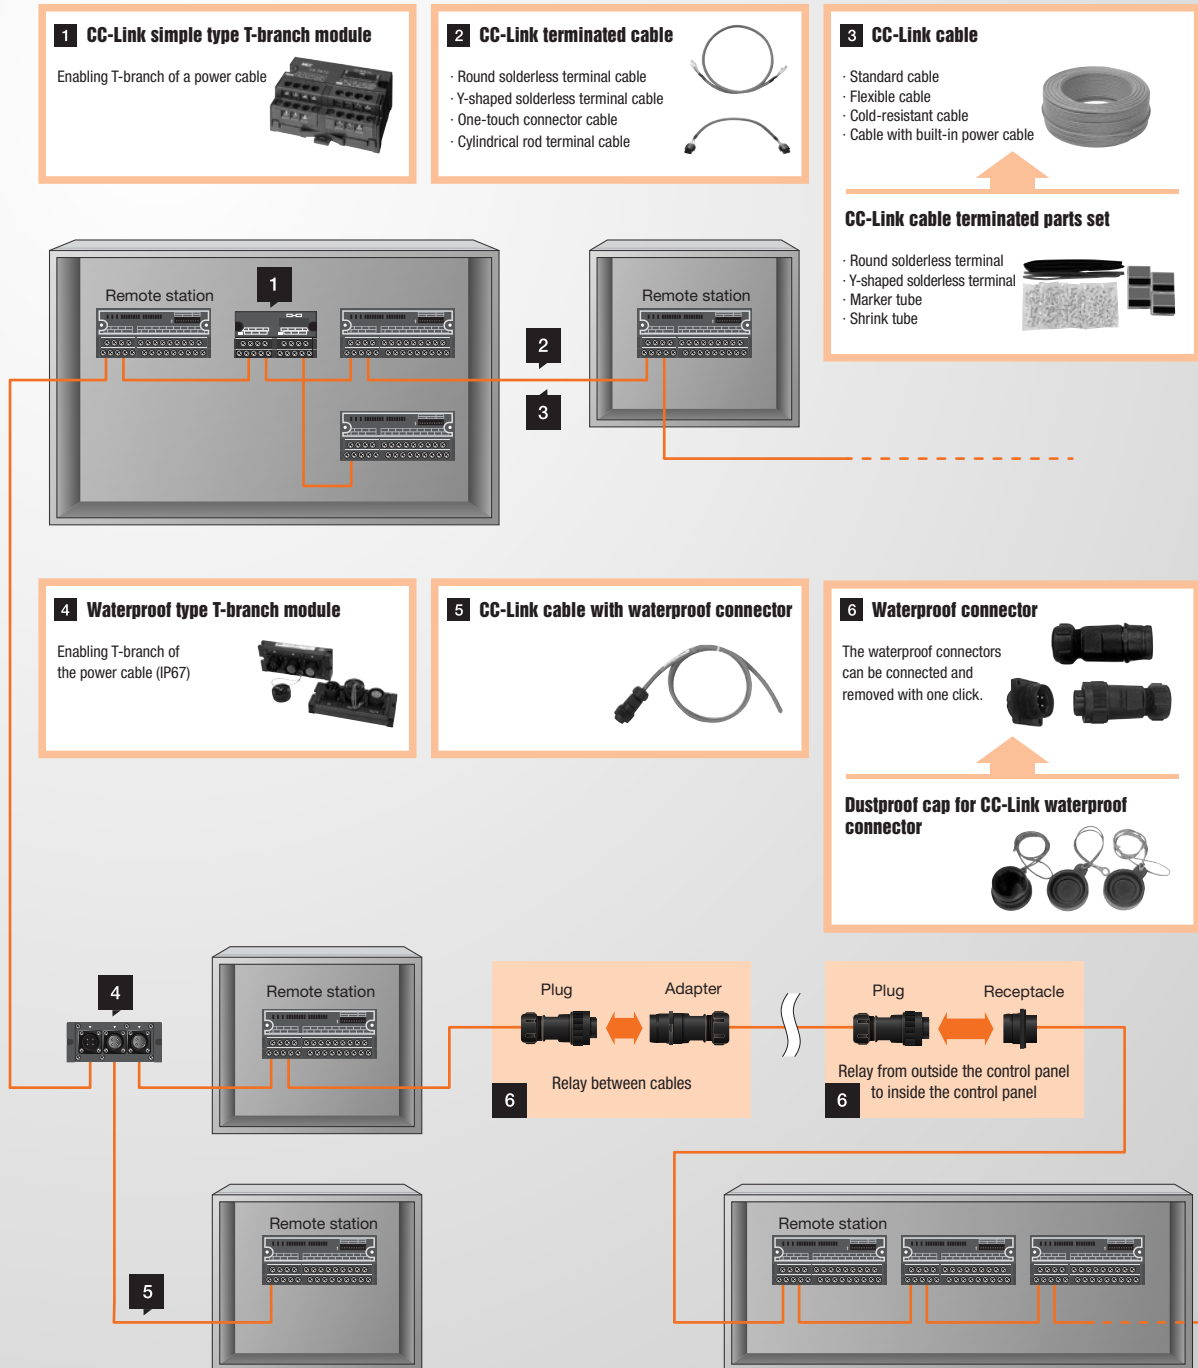 1 CC-Link simple type T-branch module
Enabling T-branch of a power cable
2 CC-Link terminated cable
· Round solderless terminal cable
· Y-shaped solderless terminal cable
· One-touch connector cable
· Cylindrical rod terminal cable
3 CC-Link cable
· Standard cable
· Flexible cable
· Cold-resistant cable
· Cable with built-in power cable
CC-Link cable terminated parts set
· Round solderless terminal
· Y-shaped solderless terminal
· Marker tube
· Shrink tube
Remote station
1
2
3
Remote station
4 Waterproof type T-branch module
Enabling T-branch of
the power cable (IP67)
5 CC-Link cable with waterproof connector
6 Waterproof connector
The waterproof connectors
can be connected and
removed with one click.
Dustproof cap for CC-Link waterproof
connector
4
Remote station
Plug
Adapter
Relay between cables
6
Plug
Receptacle
Relay from outside the control panel
to inside the control panel
6
Remote station
5
Remote station